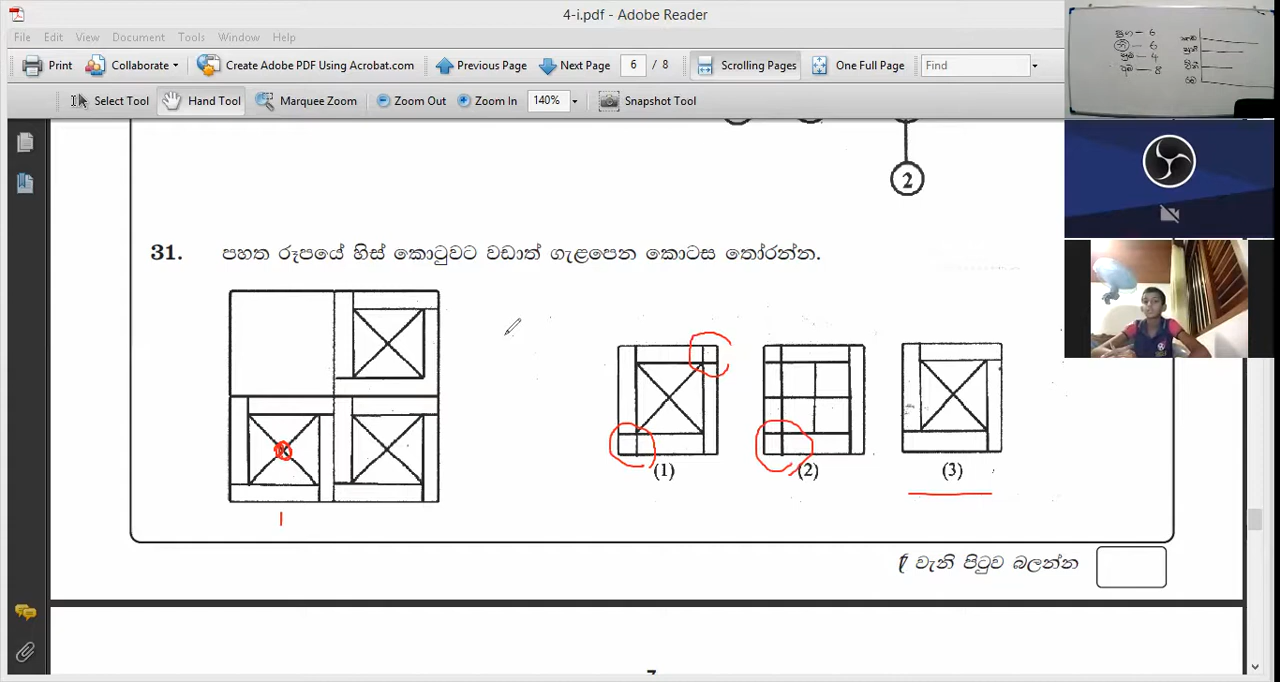 4-i.pdf - Adobe Reader
File Edit View Document Tools Window Help
Print Collaborate Create Adobe PDF Using Acrobat.com Previous Page Next Page 6 / 8 Scrolling Pages One Full Page Find
Select Tool Hand Tool Marquee Zoom Zoom Out Zoom In 140% Snapshot Tool
2
31. පහත රූපයේ හිස් කොටුවට වඩාත් ගැළපෙන කොටස තෝරන්න.
(1) (2) (3)
1
වැනි පිටුව බලන්න